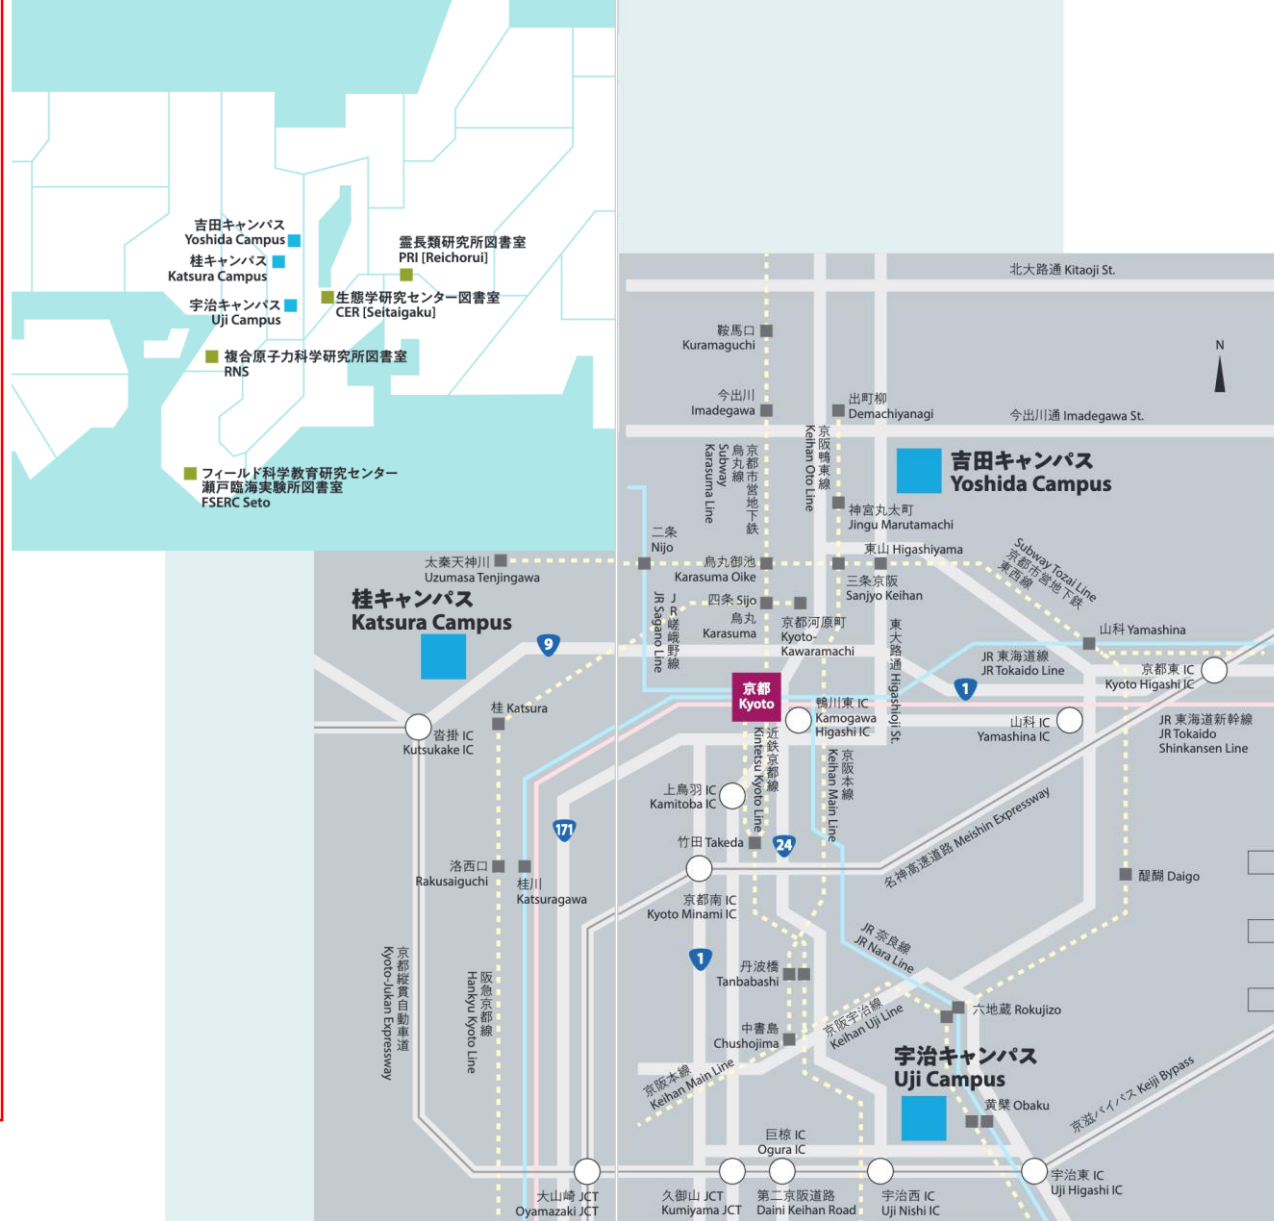 吉田キャンパス
Yoshida Campus
桂キャンパス
Katsura Campus
宇治キャンパス
Uji Campus
霊長類研究所図書室
PRI [Reichorui]
生態学研究センター図書室
CER [Seitaigaku]
複合原子力科学研究所図書室
RNS
フィールド科学教育研究センター
瀬戸臨海実験所図書室
FSERC Seto
北大路通 Kitaoji St.
鞍馬口
Kuramaguchi
N
今出川
Imadegawa
出町柳
Demachiyanagi
今出川通 Imadegawa St.
京都市営地下鉄
烏丸線
Subway
Karasuma Line
京阪鴨東線
Keihan Oto Line
吉田キャンパス
Yoshida Campus
神宮丸太町
Jingu Marutamachi
二条
Nijo
東山 Higashiyama
太秦天神川
Uzumasa Tenjingawa
烏丸御池
Karasuma Oike
三条京阪
Sanjyo Keihan
Subway Tozai Line
京都市営地下鉄
東西線
桂キャンパス
Katsura Campus
四条 Sijo
烏丸
Karasuma
京都河原町
Kyoto-
Kawaramachi
JR嵯峨野線
JR Sagano Line
東大路通 Higashioji St.
山科 Yamashina
9
JR 東海道線
JR Tokaido Line
京都東 IC
Kyoto Higashi IC
1
京都
Kyoto
鴨川東 IC
Kamogawa
Higashi IC
山科 IC
Yamashina IC
JR 東海道新幹線
JR Tokaido
Shinkansen Line
桂 Katsura
沓掛 IC
Kutsukake IC
近鉄京都線
Kintetsu Kyoto Line
京阪本線
Keihan Main Line
上鳥羽 IC
Kamitoba IC
171
竹田 Takeda
24
名神高速道路 Meishin Expressway
洛西口
Rakusaiguchi
桂川
Katsuragawa
京都南 IC
Kyoto Minami IC
醍醐 Daigo
京都縦貫自動車道
Kyoto-Jukan Expressway
阪急京都線
Hankyu Kyoto Line
1
JR 奈良線
JR Nara Line
丹波橋
Tanbabashi
六地蔵 Rokujizo
京阪宇治線
Keihan Uji Line
中書島
Chushojima
宇治キャンパス
Uji Campus
京阪本線
Keihan Main Line
黄檗 Obaku
京滋バイパス Keiji Bypass
巨椋 IC
Ogura IC
大山崎 JCT
Oyamazaki JCT
久御山 JCT
Kumiyama JCT
第二京阪道路
Daini Keihan Road
宇治西 IC
Uji Nishi IC
宇治東 IC
Uji Higashi IC